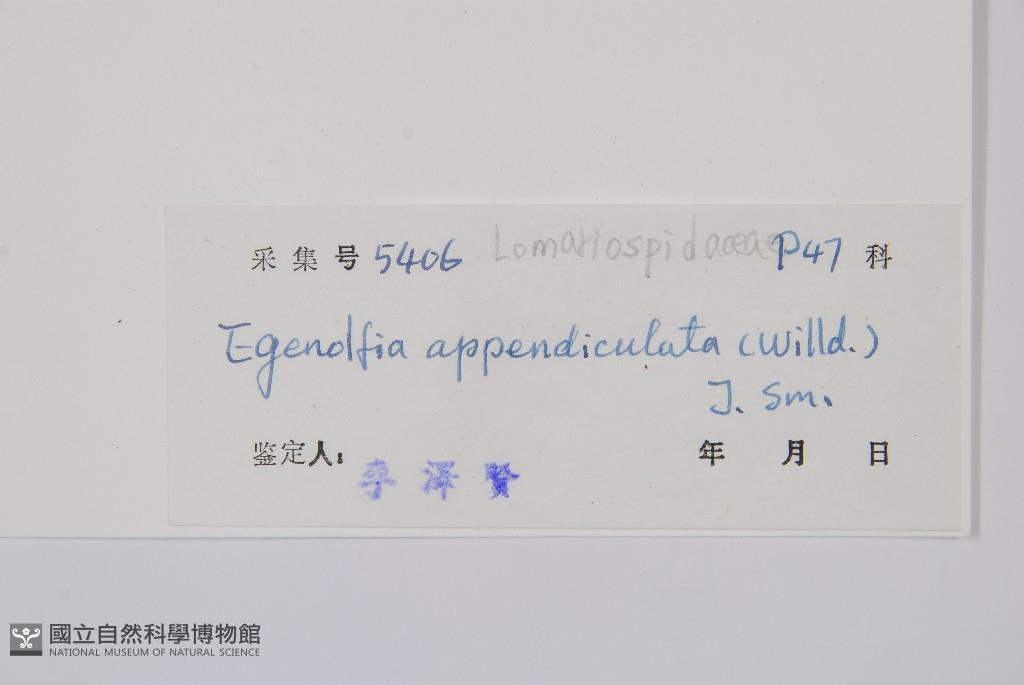 采集号 5406 Lomariospidaceae P47 科
Egenolfia appendiculata (Willd.)
J. Sm.
鉴定人: 李澤賢 年 月 日
國立自然科學博物館
NATIONAL MUSEUM OF NATURAL SCIENCE